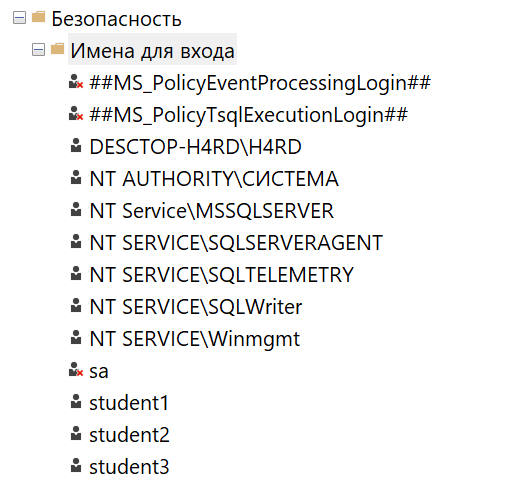 Безопасность
Имена для входа
##MS_PolicyEventProcessingLogin##
##MS_PolicyTsqlExecutionLogin##
DESCTOP-H4RD\H4RD
NT AUTHORITY\СИСТЕМА
NT Service\MSSQLSERVER
NT SERVICE\SQLSERVERAGENT
NT SERVICE\SQLTELEMETRY
NT SERVICE\SQLWriter
NT SERVICE\Winmgmt
sa
student1
student2
student3